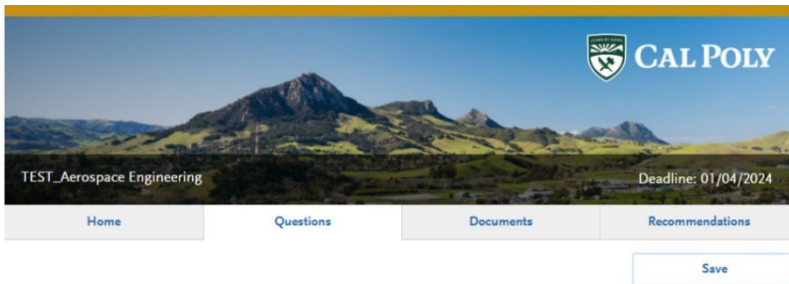 CAL POLY
TEST_Aerospace Engineering
Deadline: 01/04/2024
Home
Questions
Documents
Recommendations
Save